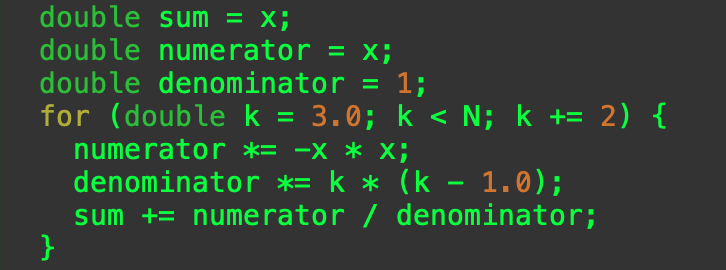 double sum = x;
double numerator = x;
double denominator = 1;
for (double k = 3.0; k < N; k += 2) {
  numerator *= -x * x;
  denominator *= k * (k - 1.0);
  sum += numerator / denominator;
}